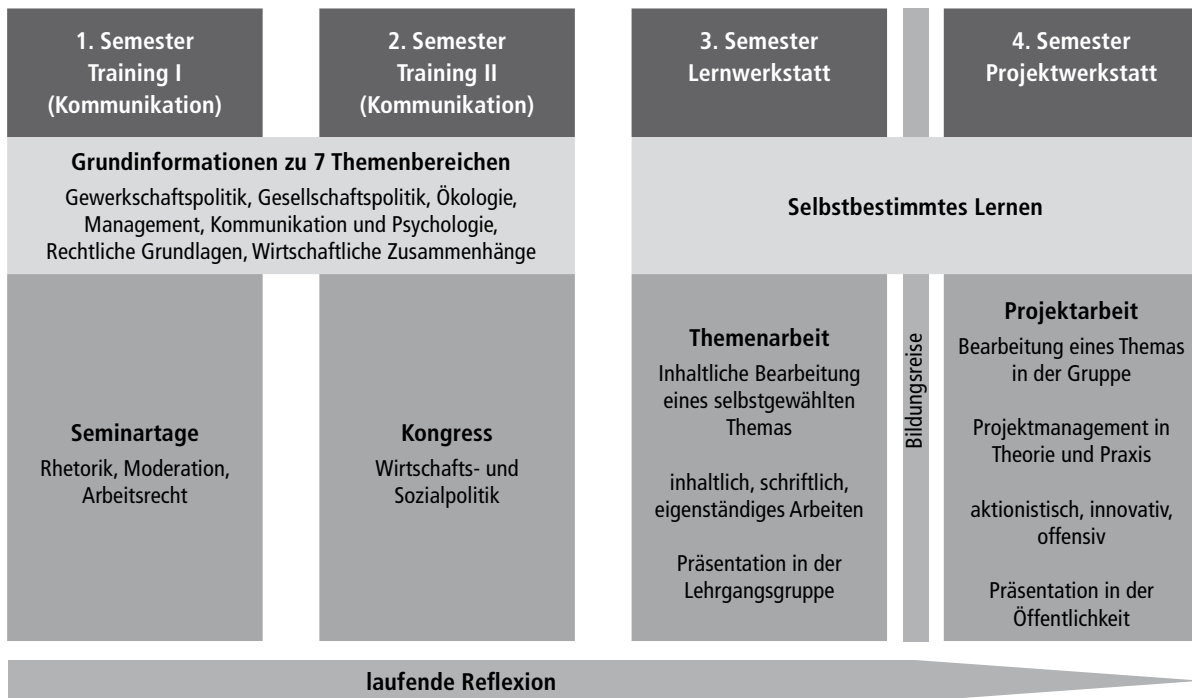 1. Semester
Training I
(Kommunikation)
2. Semester
Training II
(Kommunikation)
3. Semester
Lernwerkstatt
4. Semester
Projektwerkstatt
Grundinformationen zu 7 Themenbereichen
Gewerkschaftspolitik, Gesellschaftspolitik, Ökologie,
Management, Kommunikation und Psychologie,
Rechtliche Grundlagen, Wirtschaftliche Zusammenhänge
Selbstbestimmtes Lernen
Seminartage
Rhetorik, Moderation,
Arbeitsrecht
Kongress
Wirtschafts- und
Sozialpolitik
Themenarbeit
Inhaltliche Bearbeitung
eines selbstgewählten
Themas
inhaltlich, schriftlich,
eigenständiges Arbeiten
Präsentation in der
Lehrgangsgruppe
Bildungsreise
Projektarbeit
Bearbeitung eines Themas
in der Gruppe
Projektmanagement in
Theorie und Praxis
aktionistisch, innovativ,
offensiv
Präsentation in der
Öffentlichkeit
laufende Reflexion